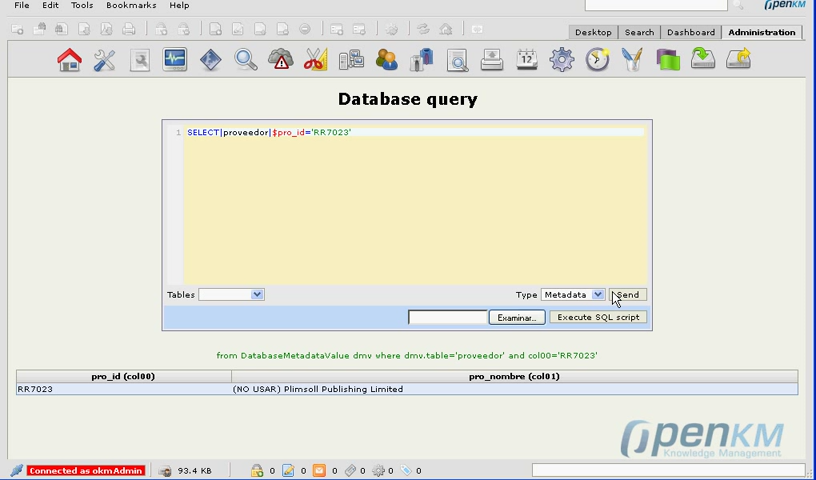 File Edit Tools Bookmarks Help
OPENKM
Desktop Search Dashboard Administration
12
Database query
1 SELECT|proveedor|$pro_id='RR7023'
Tables Type Metadata Send
Examinar... Execute SQL script
from DatabaseMetadataValue dmv where dmv.table='proveedor' and col00='RR7023'
pro_id (col00) pro_nombre (col01)
RR7023 (NO USAR) Plimsoll Publishing Limited
OpenKM
Knowledge Management
Connected as okmAdmin 93.4 KB 0 0 0 0 0 0